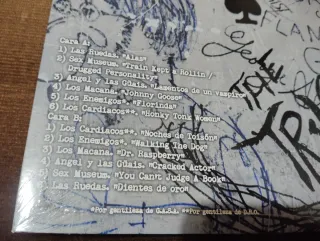 FLAN
Cara A:
1) Las Ruedas. "Alas"
2) Sex Museum. "Train Kept a Rollin./
Drugged Personality"
3) Angel y las Güais. "Lamentos de un vampiro"
4) Los Macana. "Johnny Goose"
5) Los Enemigos*. "Florinda"
6) Los Cardiacos**. "Honky Tonk Women"
Cara B:
1) Los Cardiacos**. "Noches de Toisón"
2) Los Enemigos*. "Walking The Dog"
3) Los Macana. "Dr. Raspberry"
4) Angel y las Güais. "Cracked Actor"
5) Sex Museum. "You Can't Judge A Book"
6) Las Ruedas. "Dientes de oro"
*Por gentileza de G.A.S.A. **Por gentileza de D.R.O.